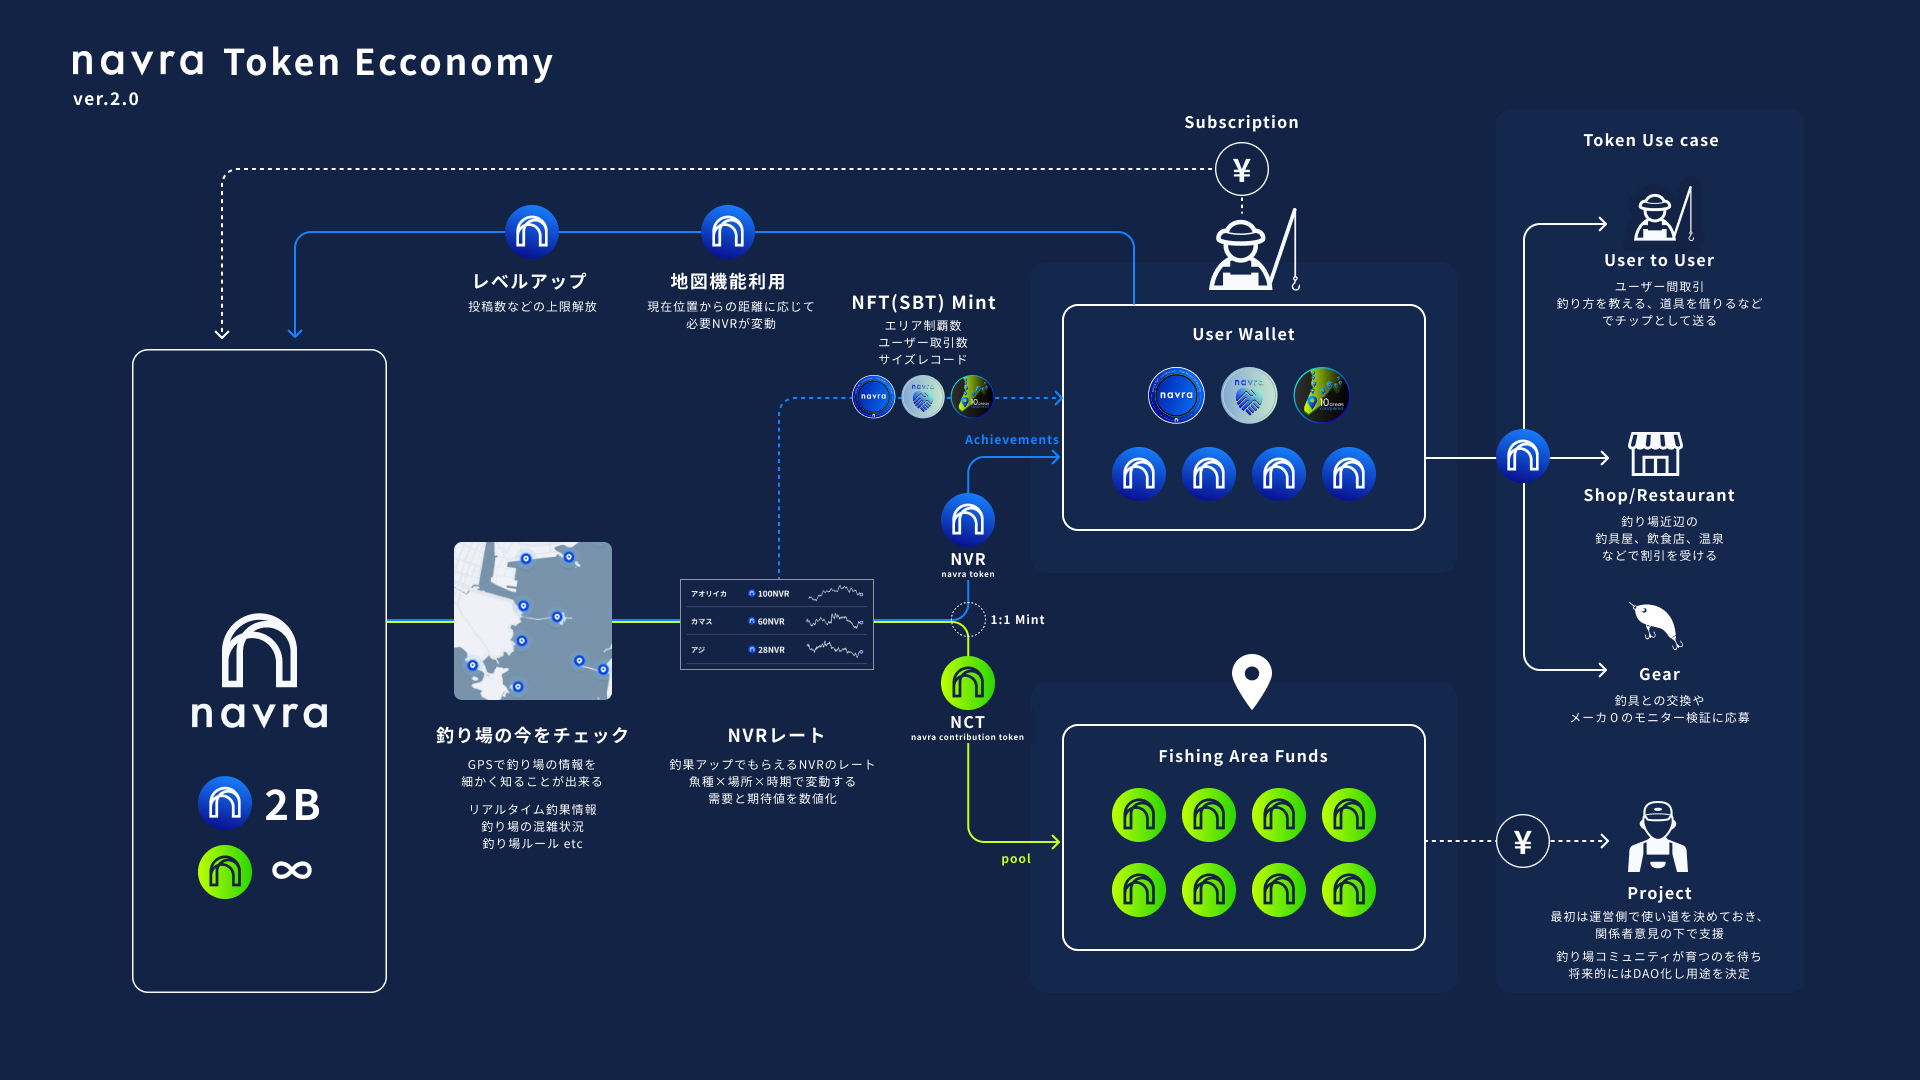 navra Token Ecconomy
ver.2.0
Subscription
¥
レベルアップ
投稿数などの上限解放
地図機能利用
現在位置からの距離に応じて
必要NVRが変動
NFT(SBT) Mint
エリア制覇数
ユーザー取引数
サイズレコード
navra
navra
10 areas
Achievements
User Wallet
navra
navra
10 areas
conquered
navra
2B
∞
釣り場の今をチェック
GPSで釣り場の情報を
細かく知ることが出来る
リアルタイム釣果情報
釣り場の混雑状況
釣り場ルール etc
アオリイカ 100NVR
カマス 60NVR
アジ 28NVR
NVRレート
釣果アップでもらえるNVRのレート
魚種×場所×時期で変動する
需要と期待値を数値化
NVR
navra token
1:1 Mint
NCT
navra contribution token
pool
Fishing Area Funds
Token Use case
User to User
ユーザー間取引
釣り方を教える、道具を借りるなど
でチップとして送る
Shop/Restaurant
釣り場近辺の
釣具屋、飲食店、温泉
などで割引を受ける
Gear
釣具との交換や
メーカ０のモニター検証に応募
¥
Project
最初は運営側で使い道を決めておき、
関係者意見の下で支援
釣り場コミュニティが育つのを待ち
将来的にはDAO化し用途を決定